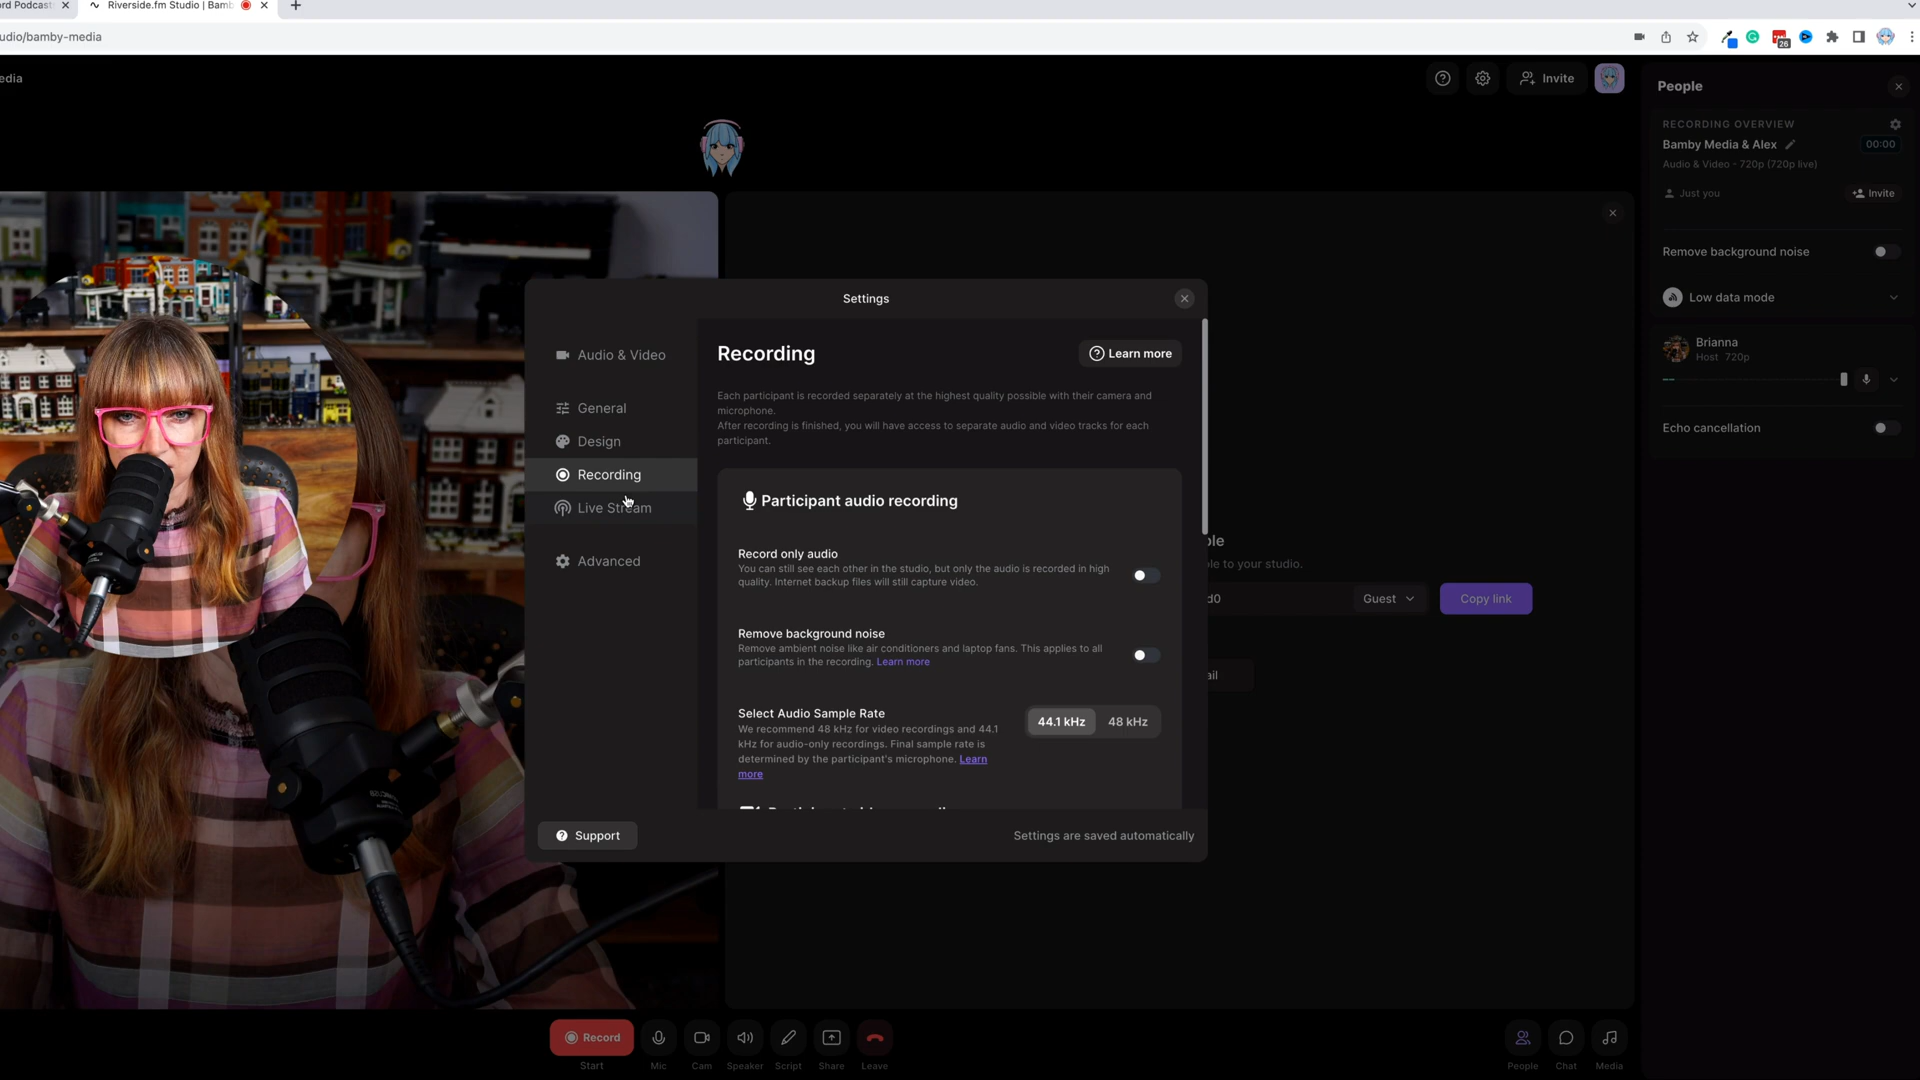 ord Podcast
Riverside.fm Studio | Bamb
udio/bamby-media
26
edia
Invite
People
RECORDING OVERVIEW
Bamby Media & Alex
00:00
Audio & Video - 720p (720p live)
Just you
Invite
Remove background noise
Low data mode
Brianna
Host 720p
Echo cancellation
Settings
Audio & Video
General
Design
Recording
Live Stream
Advanced
Support
Recording
Learn more
Each participant is recorded separately at the highest quality possible with their camera and
microphone.
After recording is finished, you will have access to separate audio and video tracks for each
participant.
Participant audio recording
Record only audio
You can still see each other in the studio, but only the audio is recorded in high
quality. Internet backup files will still capture video.
Remove background noise
Remove ambient noise like air conditioners and laptop fans. This applies to all
participants in the recording. Learn more
Select Audio Sample Rate
We recommend 48 kHz for video recordings and 44.1
kHz for audio-only recordings. Final sample rate is
determined by the participant's microphone. Learn
more
44.1 kHz
48 kHz
Settings are saved automatically
ple
le to your studio.
d0
Guest
Copy link
ail
Record
Start
Mic
Cam
Speaker
Script
Share
Leave
People
Chat
Media